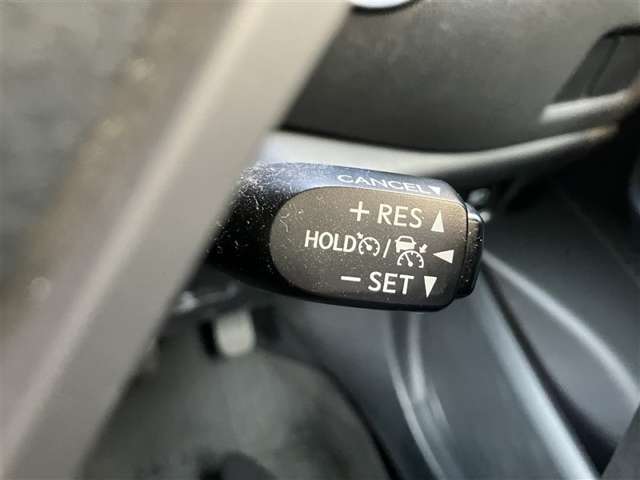 CANCEL▼
+ RES ▲
HOLD / ◀
− SET ▼